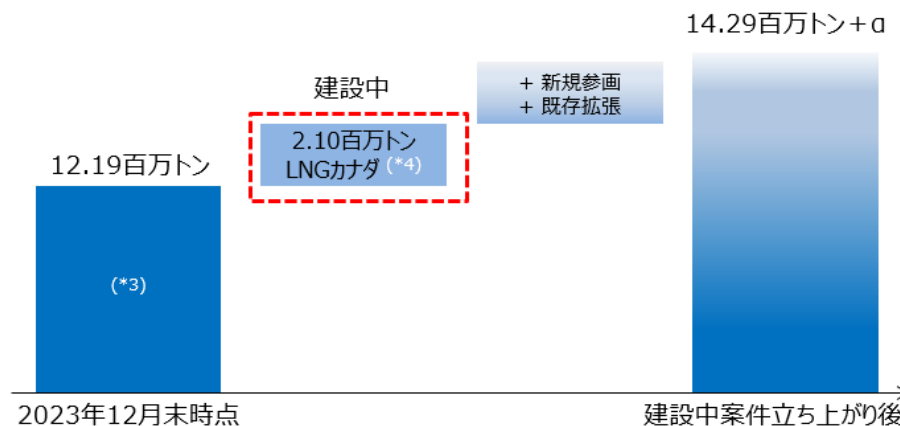 14.29百万トン+α
建設中
+ 新規参画
+ 既存拡張
2.10百万トン
LNGカナダ (*4)
12.19百万トン
(*3)
2023年12月末時点
建設中案件立ち上がり後